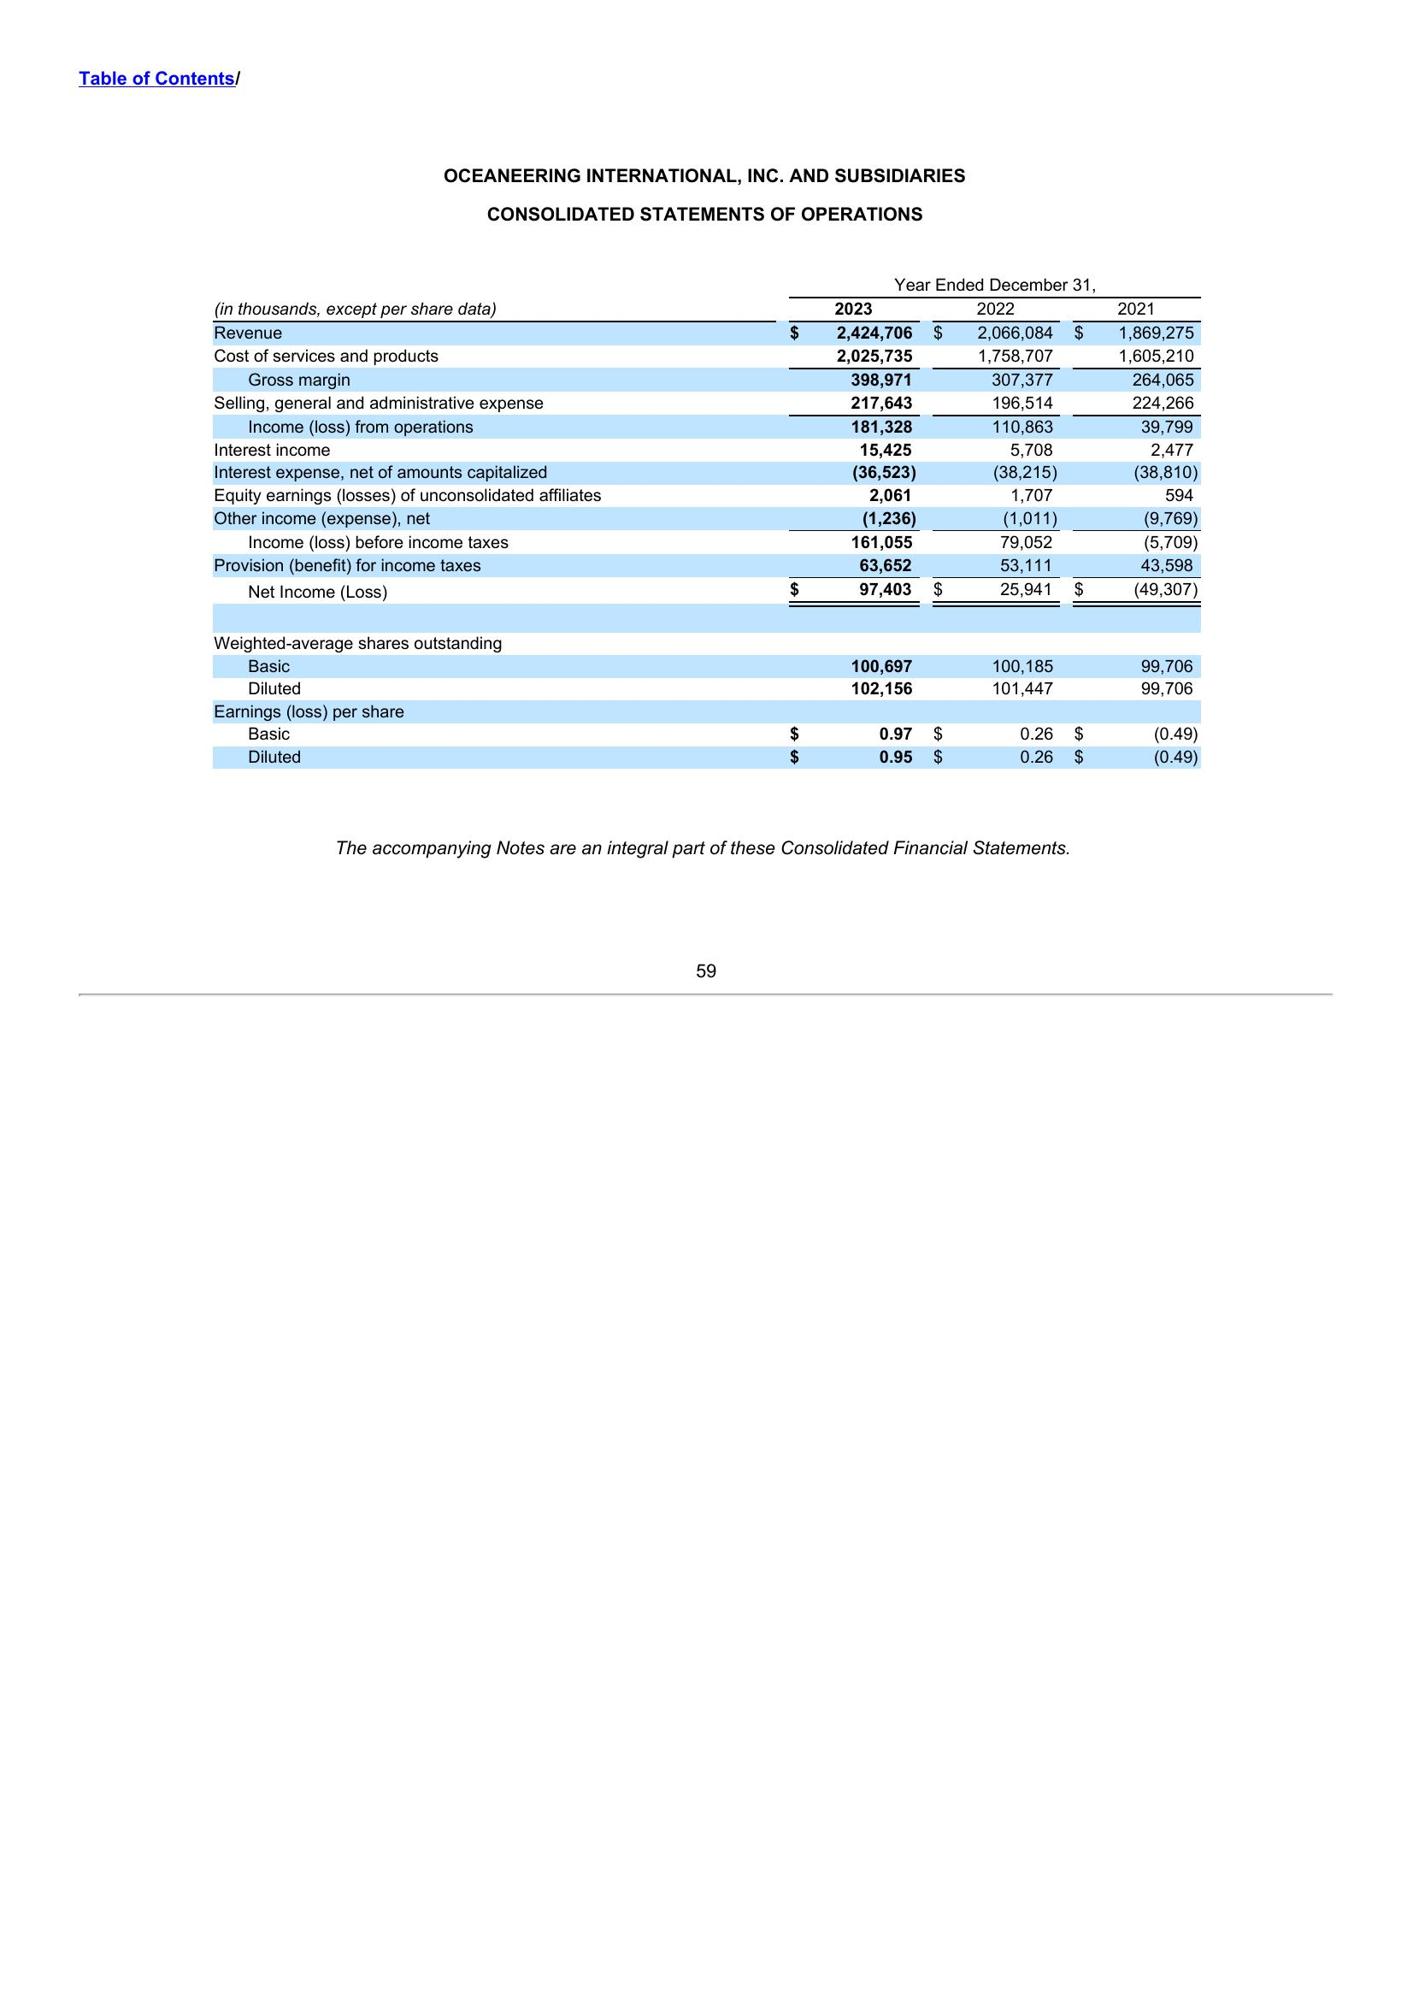 Table of Contents/
OCEANEERING INTERNATIONAL, INC. AND SUBSIDIARIES
CONSOLIDATED STATEMENTS OF OPERATIONS
Year Ended December 31,
(in thousands, except per share data) 2023 2022 2021
Revenue $ 2,424,706 $ 2,066,084 $ 1,869,275
Cost of services and products 2,025,735 1,758,707 1,605,210
Gross margin 398,971 307,377 264,065
Selling, general and administrative expense 217,643 196,514 224,266
Income (loss) from operations 181,328 110,863 39,799
Interest income 15,425 5,708 2,477
Interest expense, net of amounts capitalized (36,523) (38,215) (38,810)
Equity earnings (losses) of unconsolidated affiliates 2,061 1,707 594
Other income (expense), net (1,236) (1,011) (9,769)
Income (loss) before income taxes 161,055 79,052 (5,709)
Provision (benefit) for income taxes 63,652 53,111 43,598
Net Income (Loss) $ 97,403 $ 25,941 $ (49,307)
Weighted-average shares outstanding
Basic 100,697 100,185 99,706
Diluted 102,156 101,447 99,706
Earnings (loss) per share
Basic $ 0.97 $ 0.26 $ (0.49)
Diluted $ 0.95 $ 0.26 $ (0.49)
The accompanying Notes are an integral part of these Consolidated Financial Statements.
59